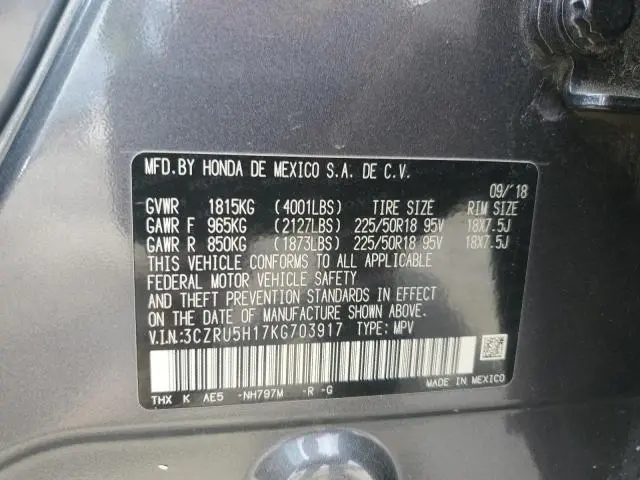 MFD.BY HONDA DE MEXICO S.A. DE C.V.
09/'18
GVWR 1815KG (4001LBS) TIRE SIZE RIM SIZE
GAWR F 965KG (2127LBS) 225/50R18 95V 18X7.5J
GAWR R 850KG (1873LBS) 225/50R18 95V 18X7.5J
THIS VEHICLE CONFORMS TO ALL APPLICABLE
FEDERAL MOTOR VEHICLE SAFETY
AND THEFT PREVENTION STANDARDS IN EFFECT
ON THE DATE OF MANUFACTURE SHOWN ABOVE.
V.I.N.:3CZRU5H17KG703917 TYPE: MPV
THX K AE5 -NH797M -R -G MADE IN MEXICO